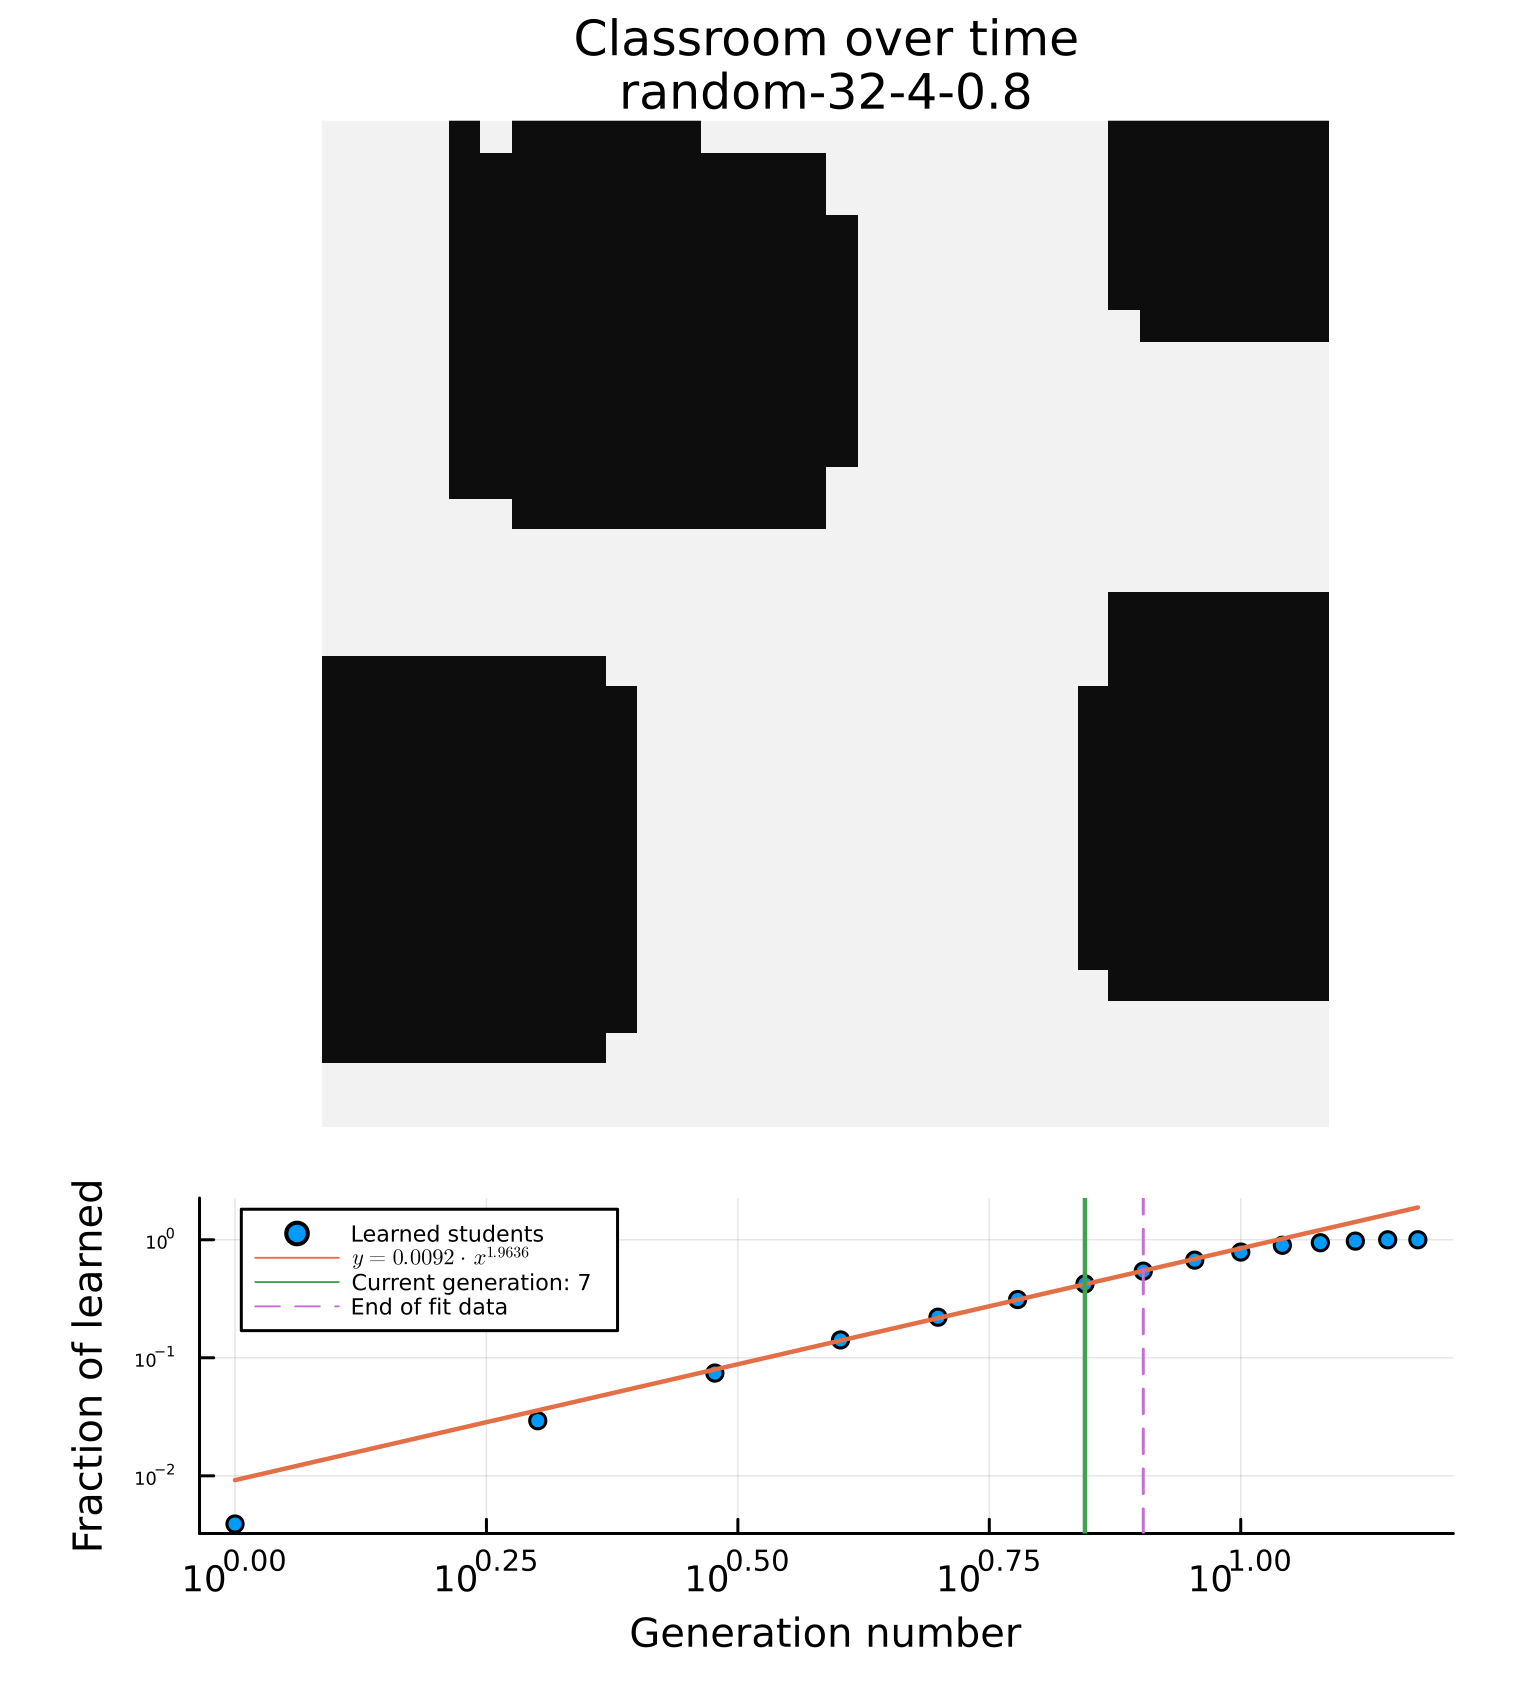 Classroom over time
random-32-4-0.8
Fraction of learned
10⁰
10⁻¹
10⁻²
Learned students
y = 0.0092 · x^1.9636
Current generation: 7
End of fit data
10^0.00 10^0.25 10^0.50 10^0.75 10^1.00
Generation number